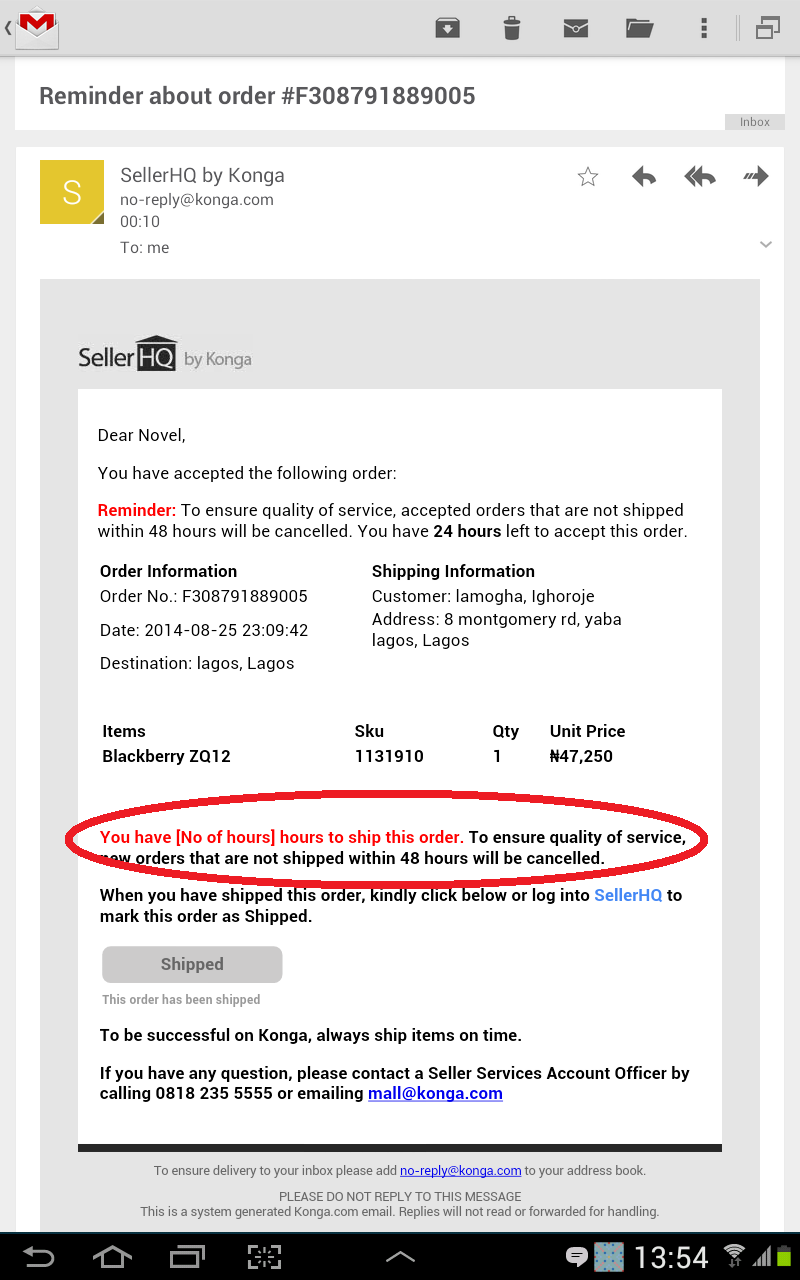 Reminder about order #F308791889005
Inbox
S
SellerHQ by Konga
no-reply@konga.com
00:10
To: me
SellerHQ by Konga
Dear Novel,
You have accepted the following order:
Reminder: To ensure quality of service, accepted orders that are not shipped
within 48 hours will be cancelled. You have 24 hours left to accept this order.
Order Information
Order No.: F308791889005
Date: 2014-08-25 23:09:42
Destination: lagos, Lagos
Shipping Information
Customer: lamogha, Ighoroje
Address: 8 montgomery rd, yaba
lagos, Lagos
Items Sku Qty Unit Price
Blackberry ZQ12 1131910 1 ₦47,250
You have [No of hours] hours to ship this order. To ensure quality of service,
new orders that are not shipped within 48 hours will be cancelled.
When you have shipped this order, kindly click below or log into SellerHQ to
mark this order as Shipped.
Shipped
This order has been shipped
To be successful on Konga, always ship items on time.
If you have any question, please contact a Seller Services Account Officer by
calling 0818 235 5555 or emailing mall@konga.com
To ensure delivery to your inbox please add no-reply@konga.com to your address book.
PLEASE DO NOT REPLY TO THIS MESSAGE
This is a system generated Konga.com email. Replies will not read or forwarded for handling.
13:54